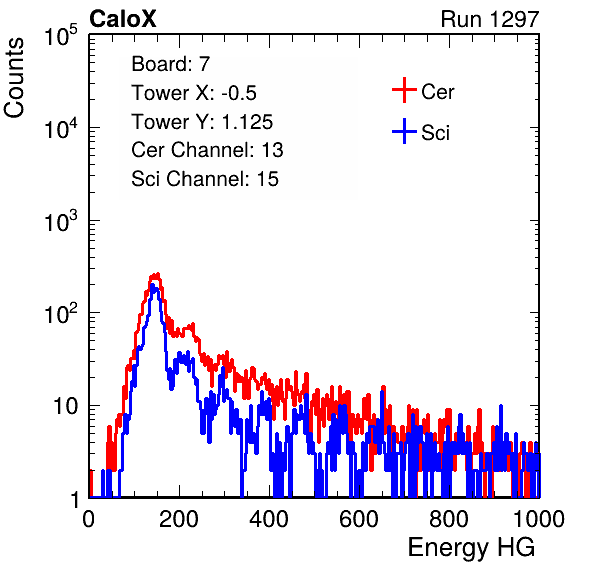 CaloX Run 1297
Counts
10^5
10^4
10^3
10^2
10
1
Board: 7
Tower X: -0.5
Tower Y: 1.125
Cer Channel: 13
Sci Channel: 15
Cer
Sci
0 200 400 600 800 1000
Energy HG